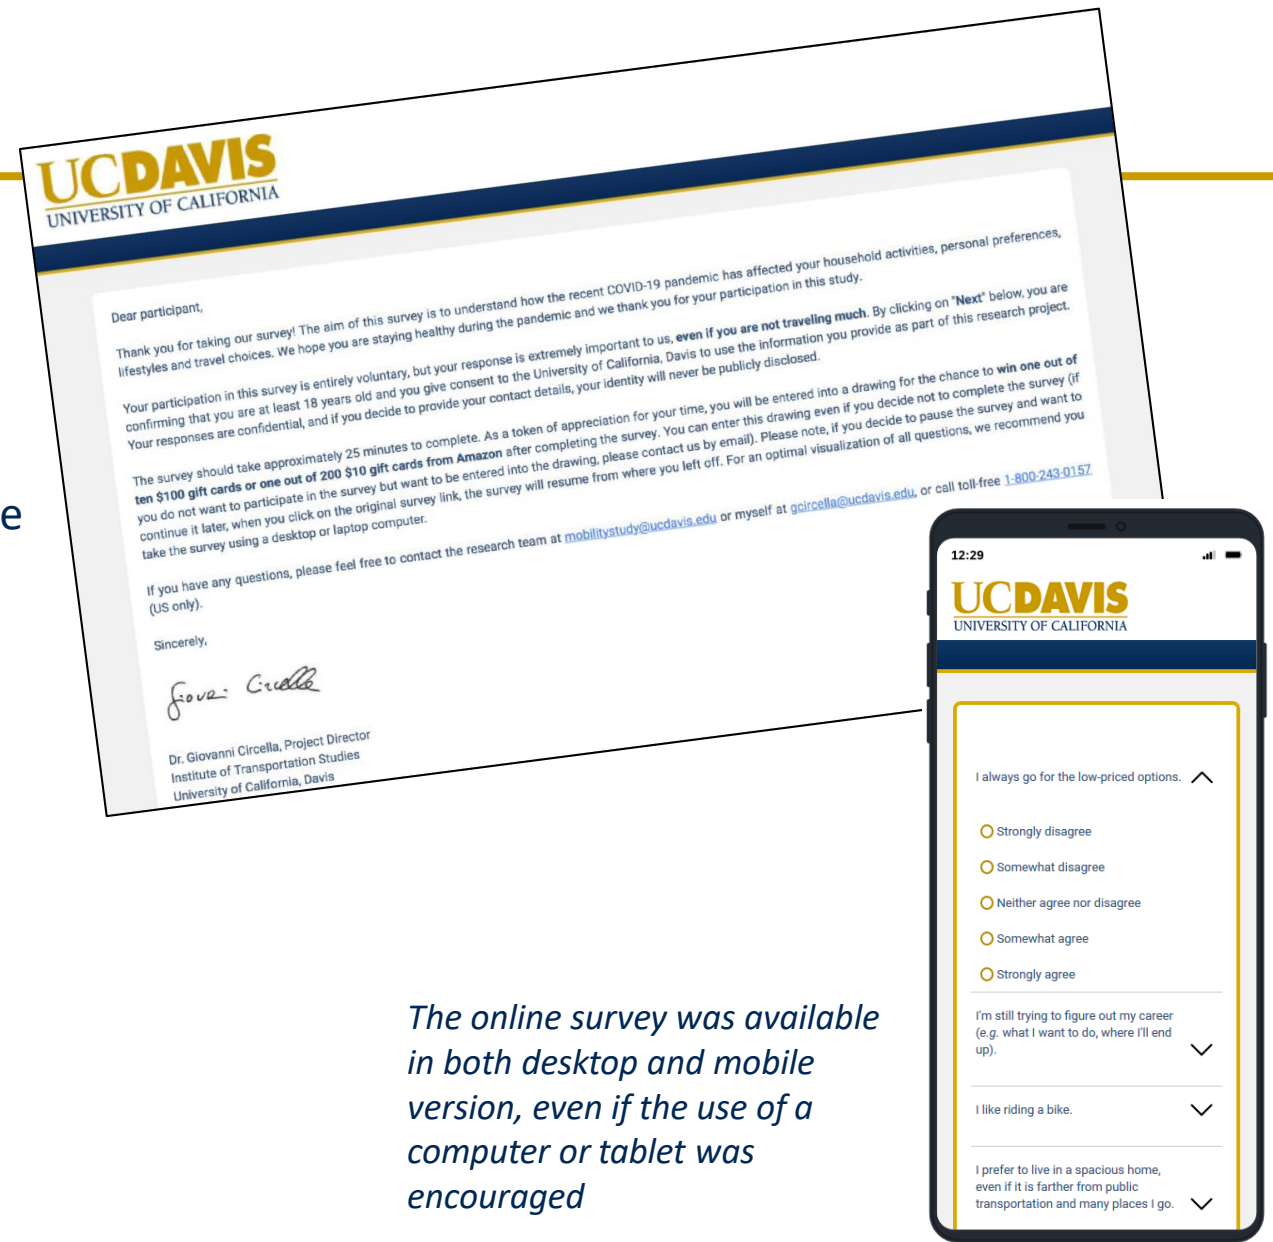 UCDAVIS
UNIVERSITY OF CALIFORNIA
Dear participant,
Thank you for taking our survey! The aim of this survey is to understand how the recent COVID-19 pandemic has affected your household activities, personal preferences,
lifestyles and travel choices. We hope you are staying healthy during the pandemic and we thank you for your participation in this study.
Your participation in this survey is entirely voluntary, but your response is extremely important to us, even if you are not traveling much. By clicking on "Next" below, you are
confirming that you are at least 18 years old and you give consent to the University of California, Davis to use the information you provide as part of this research project.
Your responses are confidential, and if you decide to provide your contact details, your identity will never be publicly disclosed.
The survey should take approximately 25 minutes to complete. As a token of appreciation for your time, you will be entered into a drawing for the chance to win one out of
ten $100 gift cards or one out of 200 $10 gift cards from Amazon after completing the survey. You can enter this drawing even if you decide not to complete the survey (if
you do not want to participate in the survey but want to be entered into the drawing, please contact us by email). Please note, if you decide to pause the survey and want to
continue it later, when you click on the original survey link, the survey will resume from where you left off. For an optimal visualization of all questions, we recommend you
take the survey using a desktop or laptop computer.
If you have any questions, please feel free to contact the research team at mobilitystudy@ucdavis.edu or myself at gcircella@ucdavis.edu, or call toll-free 1-800-243-0157
(US only).
Sincerely,
Giovanni Circella
Dr. Giovanni Circella, Project Director
Institute of Transportation Studies
University of California, Davis
e
12:29
UCDAVIS
UNIVERSITY OF CALIFORNIA
I always go for the low-priced options.
Strongly disagree
Somewhat disagree
Neither agree nor disagree
Somewhat agree
Strongly agree
I'm still trying to figure out my career
(e.g. what I want to do, where I'll end
up).
I like riding a bike.
I prefer to live in a spacious home,
even if it is farther from public
transportation and many places I go.
The online survey was available
in both desktop and mobile
version, even if the use of a
computer or tablet was
encouraged